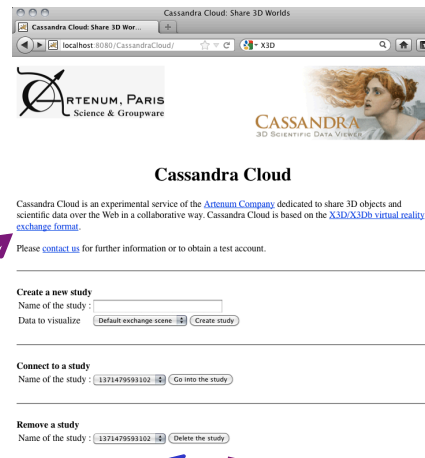 Cassandra Cloud: Share 3D Worlds
Cassandra Cloud: Share 3D Wor...
localhost:8080/CassandraCloud/
X3D
ARTENUM, PARIS
Science & Groupware
CASSANDRA
3D SCIENTIFIC DATA VIEWER
Cassandra Cloud
Cassandra Cloud is an experimental service of the Artenum Company dedicated to share 3D objects and
scientific data over the Web in a collaborative way. Cassandra Cloud is based on the X3D/X3Db virtual reality
exchange format.
Please contact us for further information or to obtain a test account.
Create a new study
Name of the study :
Data to visualize Default exchange scene Create study
Connect to a study
Name of the study : 1371479593102 Go into the study
Remove a study
Name of the study : 1371479593102 Delete the study